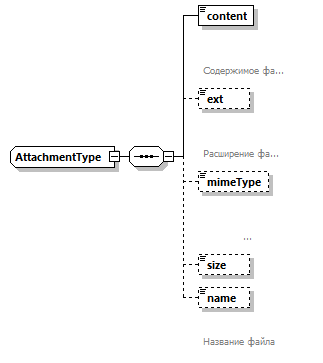 content
Содержимое фа...
ext
Расширение фа...
AttachmentType
mimeType
...
size
name
Название файла